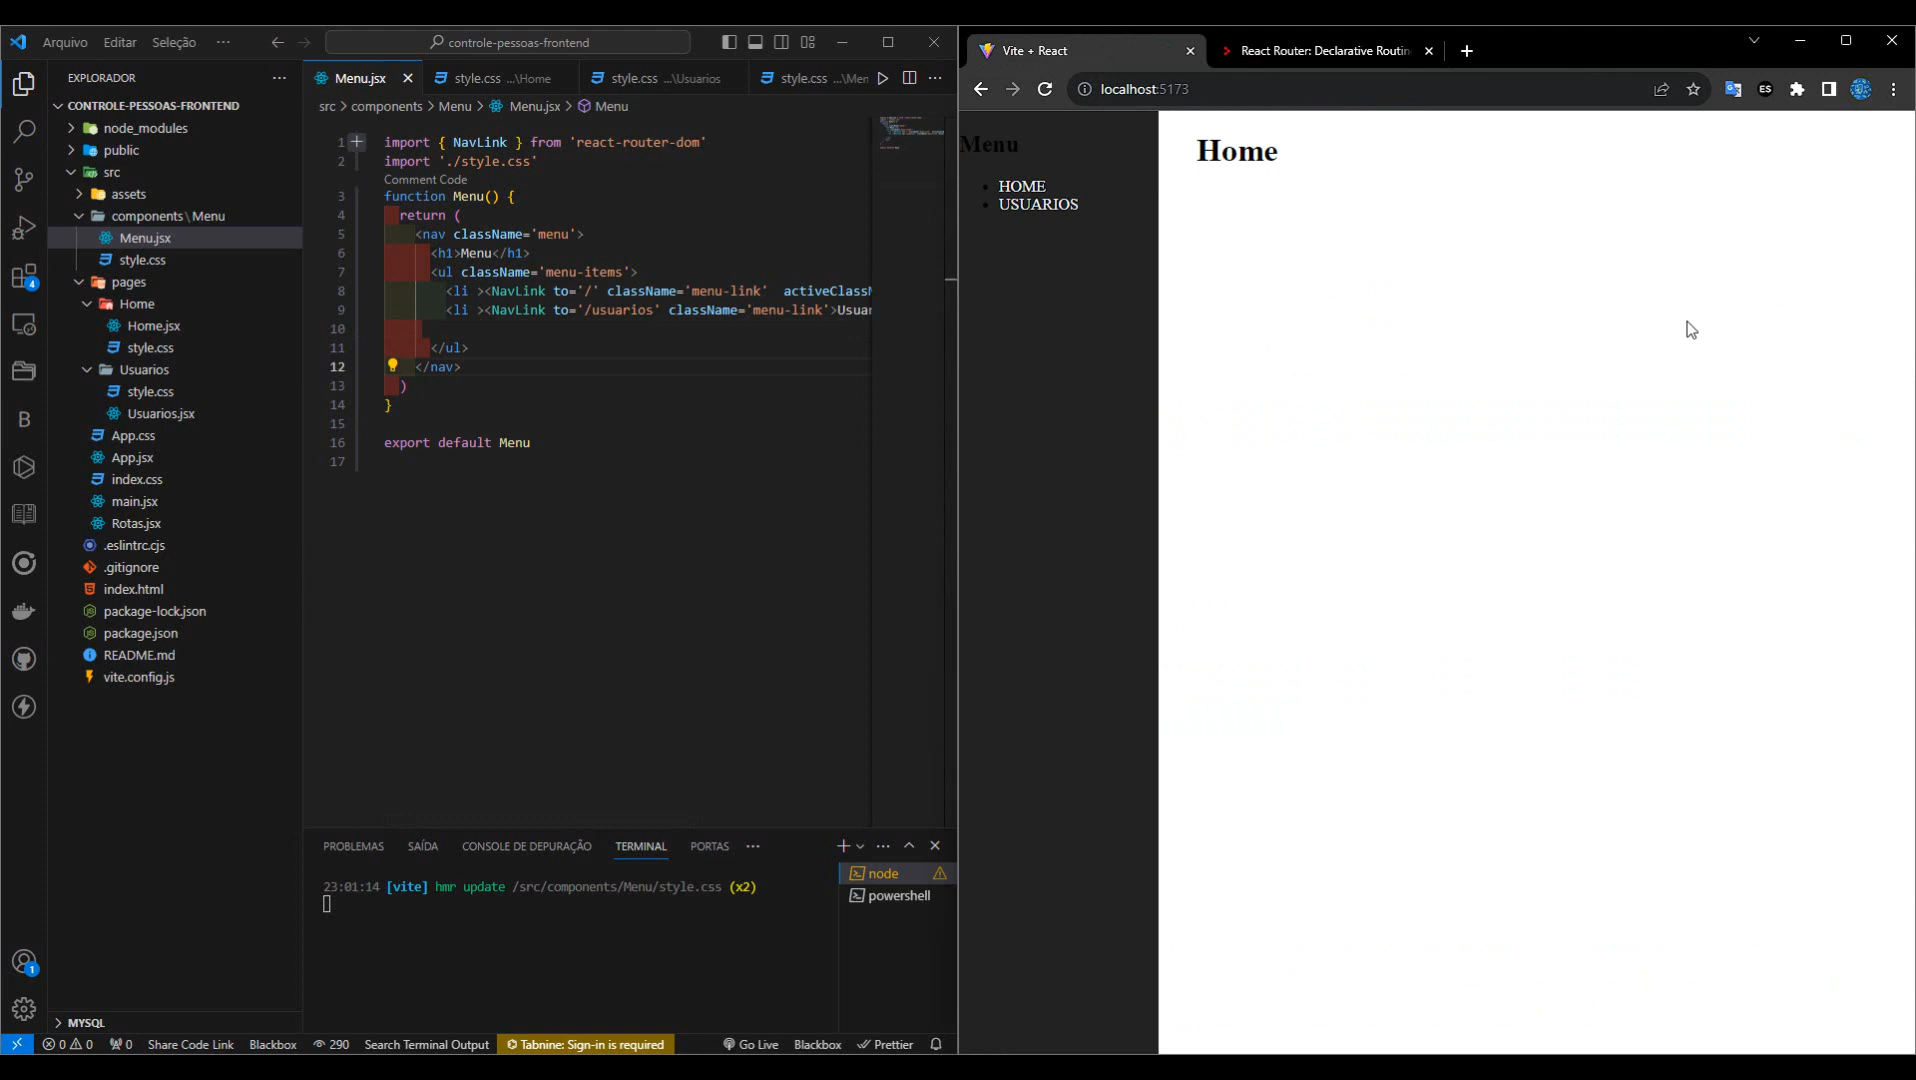 Arquivo Editar Seleção ···
controle-pessoas-frontend
EXPLORADOR
CONTROLE-PESSOAS-FRONTEND
node_modules
public
src
assets
components\Menu
Menu.jsx
style.css
pages
Home
Home.jsx
style.css
Usuarios
style.css
Usuarios.jsx
App.css
App.jsx
index.css
main.jsx
Rotas.jsx
.eslintrc.cjs
.gitignore
index.html
package-lock.json
package.json
README.md
vite.config.js
MYSQL
4
B
1
Menu.jsx style.css ...\Home style.css ...\Usuarios style.css ...\Men
src > components > Menu > Menu.jsx > Menu
1 import { NavLink } from 'react-router-dom'
2 import './style.css'
Comment Code
3 function Menu() {
4 return (
5 <nav className='menu'>
6 <h1>Menu</h1>
7 <ul className='menu-items'>
8 <li ><NavLink to='/' className='menu-link' activeClass
9 <li ><NavLink to='/usuarios' className='menu-link'>Usuar
10
11 </ul>
12 </nav>
13 )
14 }
15
16 export default Menu
17
PROBLEMAS SAÍDA CONSOLE DE DEPURAÇÃO TERMINAL PORTAS ···
23:01:14 [vite] hmr update /src/components/Menu/style.css (x2)
node
powershell
0 0 0 Share Code Link Blackbox 290 Search Terminal Output Tabnine: Sign-in is required Go Live Blackbox Prettier
Vite + React React Router: Declarative Routin
localhost:5173
ES
Menu
HOME
USUARIOS
Home